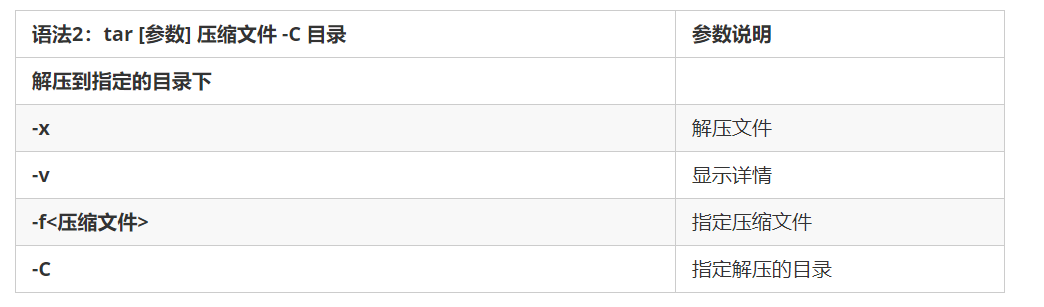 语法2：tar [参数] 压缩文件 -C 目录 参数说明
解压到指定的目录下
-x 解压文件
-v 显示详情
-f<压缩文件> 指定压缩文件
-C 指定解压的目录